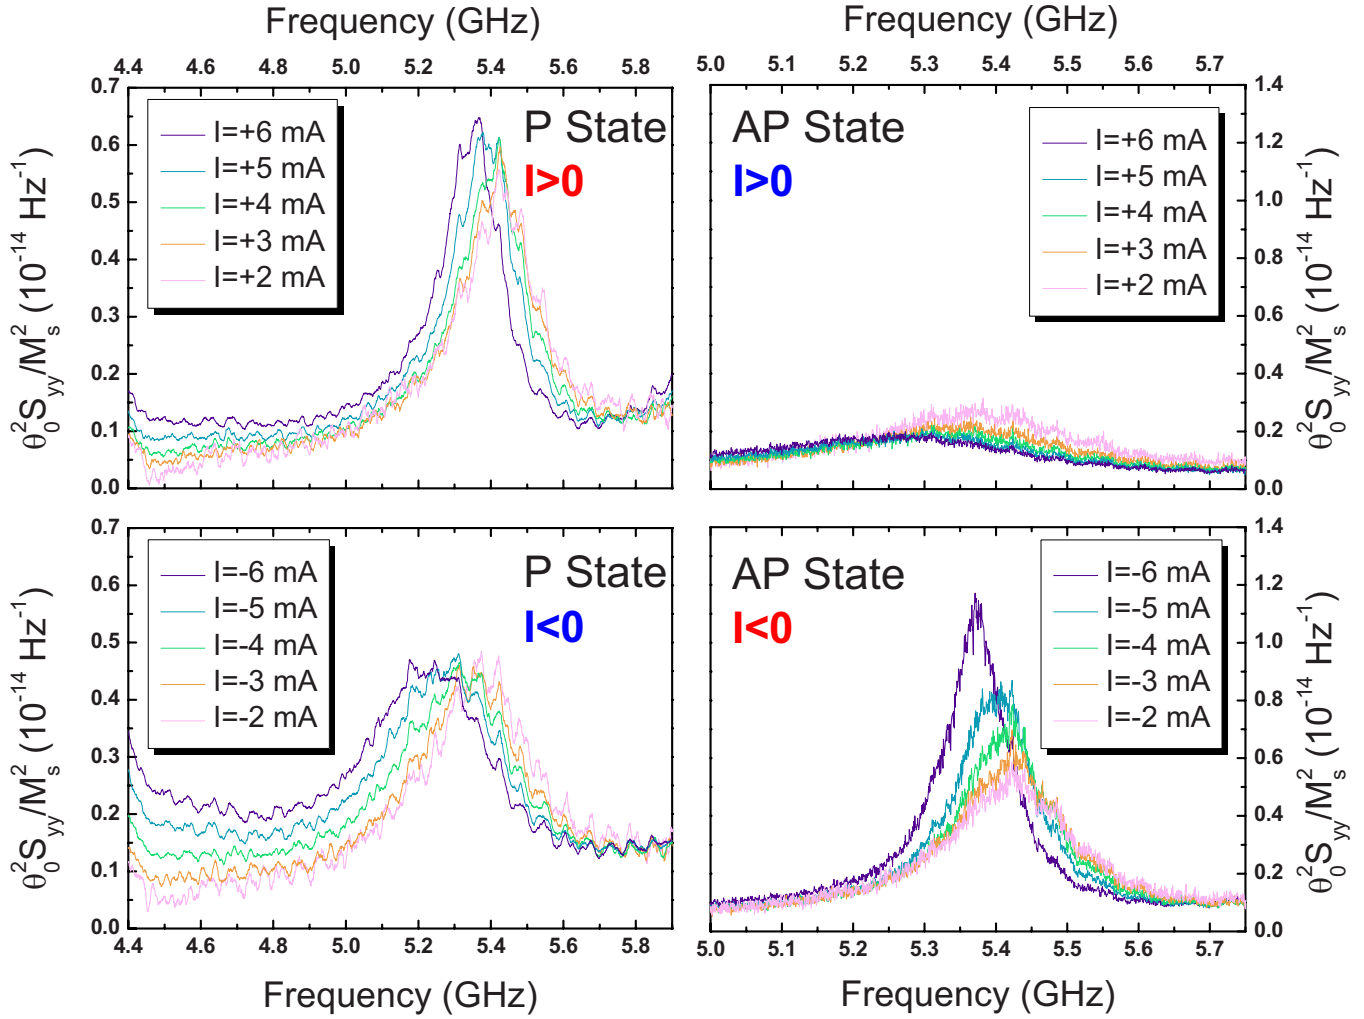 Frequency (GHz)
4.4 4.6 4.8 5.0 5.2 5.4 5.6 5.8
θ₀²Sᵧᵧ/Mₛ² (10⁻¹⁴ Hz⁻¹)
0.7
0.6
0.5
0.4
0.3
0.2
0.1
0.0
I=+6 mA
I=+5 mA
I=+4 mA
I=+3 mA
I=+2 mA
P State
I>0
Frequency (GHz)
5.0 5.1 5.2 5.3 5.4 5.5 5.6 5.7
AP State
I>0
I=+6 mA
I=+5 mA
I=+4 mA
I=+3 mA
I=+2 mA
1.4
1.2
1.0
0.8
0.6
0.4
0.2
0.0
θ₀²Sᵧᵧ/Mₛ² (10⁻¹⁴ Hz⁻¹)
θ₀²Sᵧᵧ/Mₛ² (10⁻¹⁴ Hz⁻¹)
0.7
0.6
0.5
0.4
0.3
0.2
0.1
0.0
I=-6 mA
I=-5 mA
I=-4 mA
I=-3 mA
I=-2 mA
P State
I<0
4.4 4.6 4.8 5.0 5.2 5.4 5.6 5.8
Frequency (GHz)
AP State
I<0
I=-6 mA
I=-5 mA
I=-4 mA
I=-3 mA
I=-2 mA
1.4
1.2
1.0
0.8
0.6
0.4
0.2
0.0
θ₀²Sᵧᵧ/Mₛ² (10⁻¹⁴ Hz⁻¹)
5.0 5.1 5.2 5.3 5.4 5.5 5.6 5.7
Frequency (GHz)